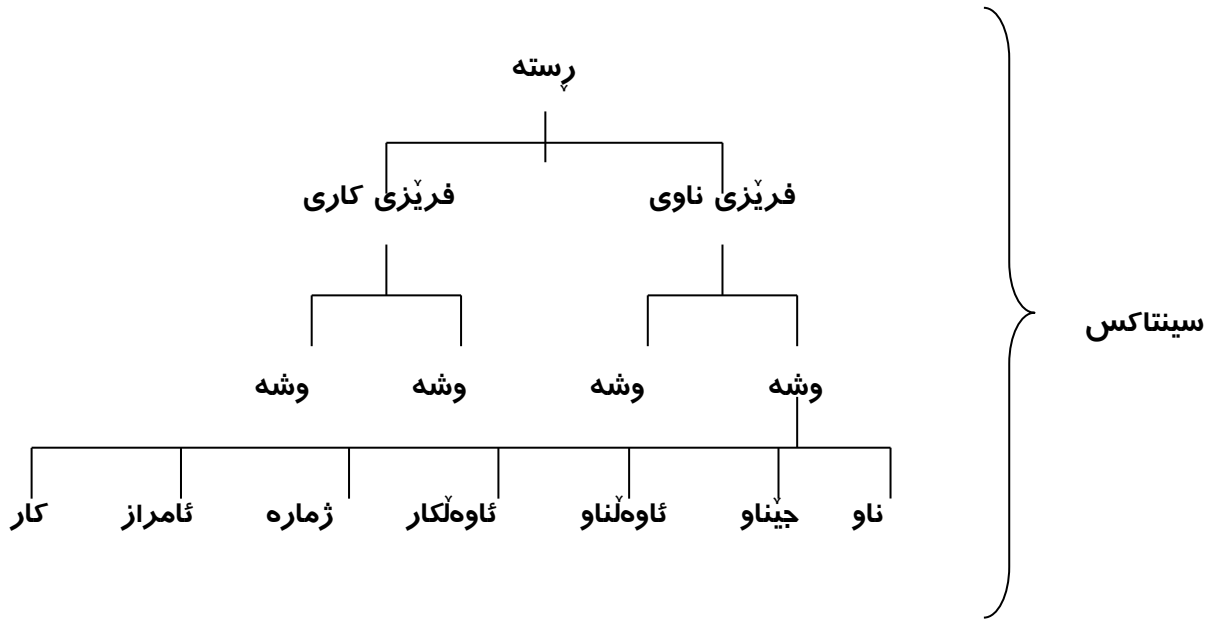 ڕستە
فرێزی ناوی فرێزی کاری
سینتاکس
وشە وشە وشە وشە
ناو جێناو ئاوەڵناو ئاوەڵکار ژمارە ئامراز کار